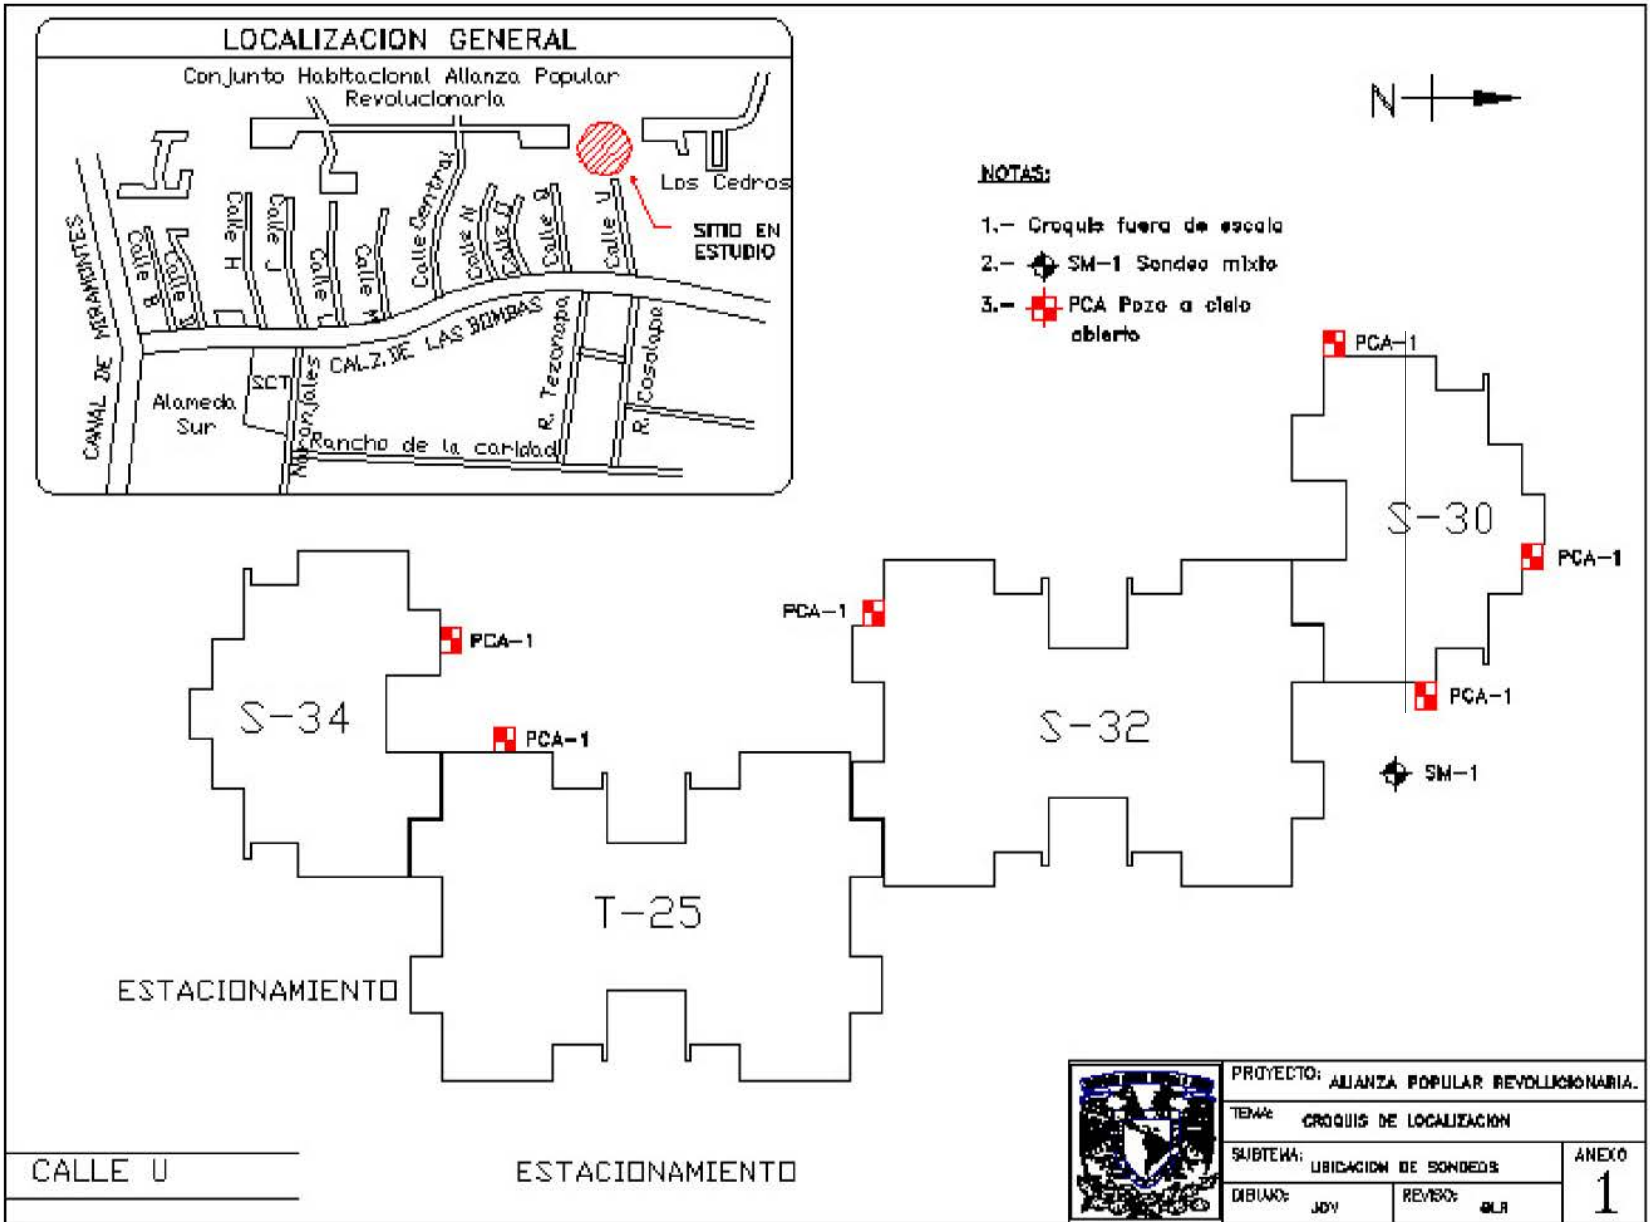 LOCALIZACION GENERAL
Conjunto Habitacional Alianza Popular
Revolucionaria
Los Cedros
SITIO EN
ESTUDIO
CANAL DE MIRAMONTES
Calle B
Calle D
Calle H
Calle J
Calle L
Calle M
Calle Central
Calle N
Calle Q
Calle U
CALZ.DE LAS BOMBAS
Alameda
Sur
SCT
Naranjales
Rancho de la caridad
R. Tezonapa
R. Cosolapa
N
NOTAS:
1.- Croquis fuera de escala
2.- SM-1 Sondeo mixto
3.- PCA Pozo a cielo
abierto
PCA-1
S-30
PCA-1
PCA-1
PCA-1
PCA-1
PCA-1
S-34
S-32
SM-1
T-25
ESTACIONAMIENTO
CALLE U
ESTACIONAMIENTO
PROYECTO: ALIANZA POPULAR REVOLUCIONARIA.
TEMA: CROQUIS DE LOCALIZACION
SUBTEMA: UBICACION DE SONDEOS
ANEXO
1
DIBUJO: JOV
REVISO: